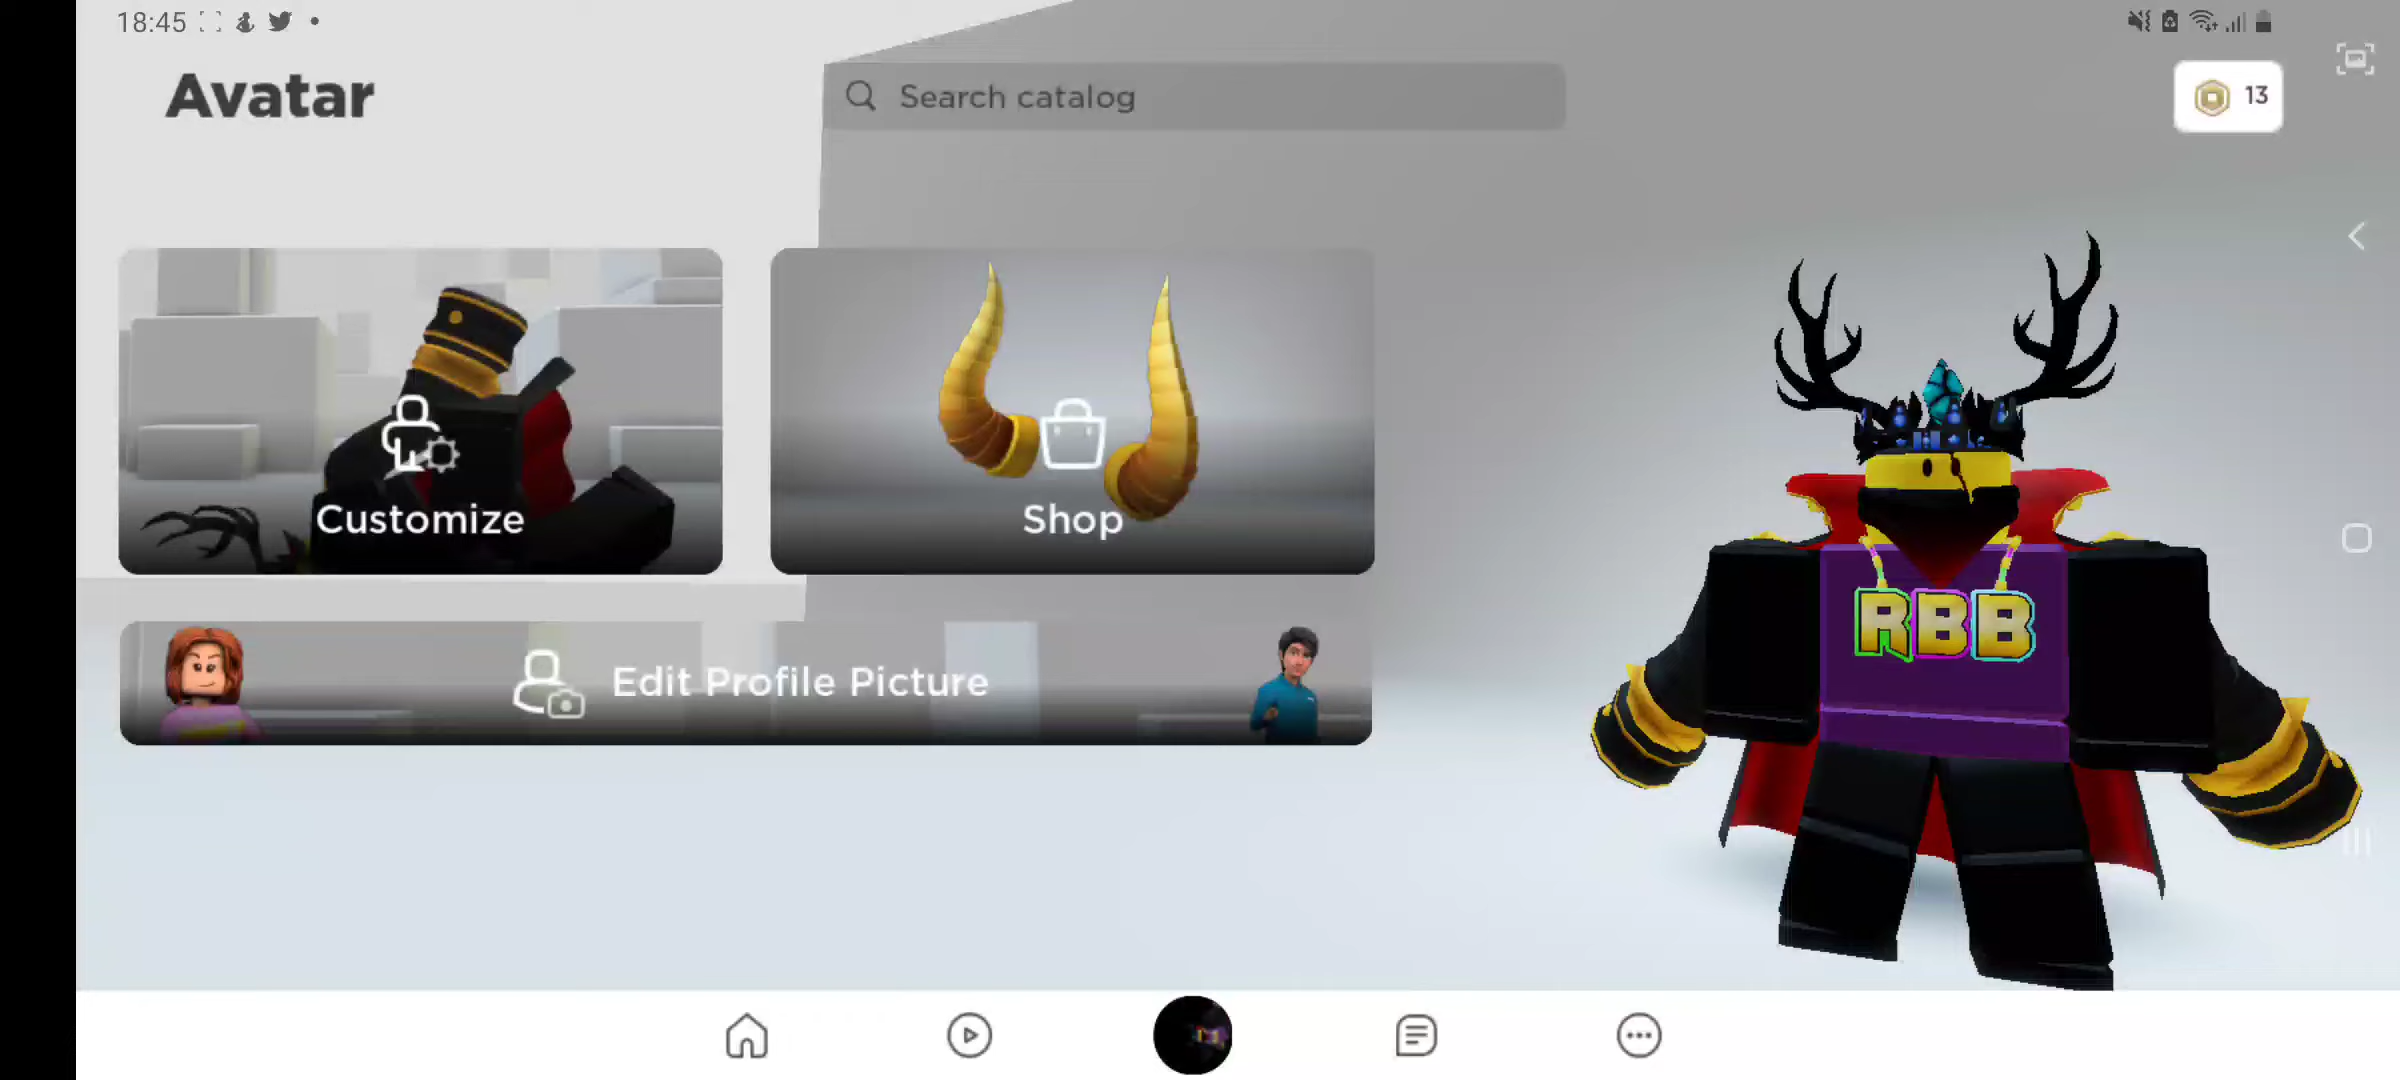 18:45
Avatar
Search catalog
13
Customize
Shop
RBB
Edit Profile Picture